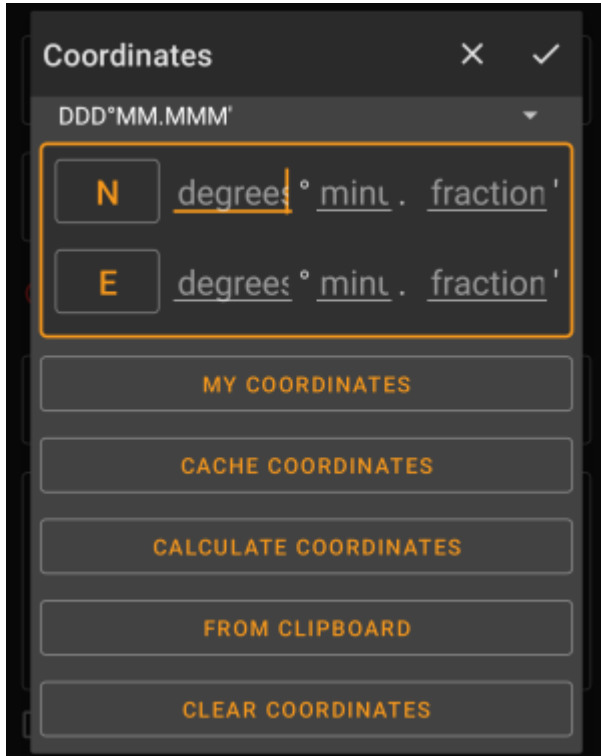 Coordinates
DDD°MM.MMM'
N degrees ° minu . fraction '
E degrees ° minu . fraction '
MY COORDINATES
CACHE COORDINATES
CALCULATE COORDINATES
FROM CLIPBOARD
CLEAR COORDINATES